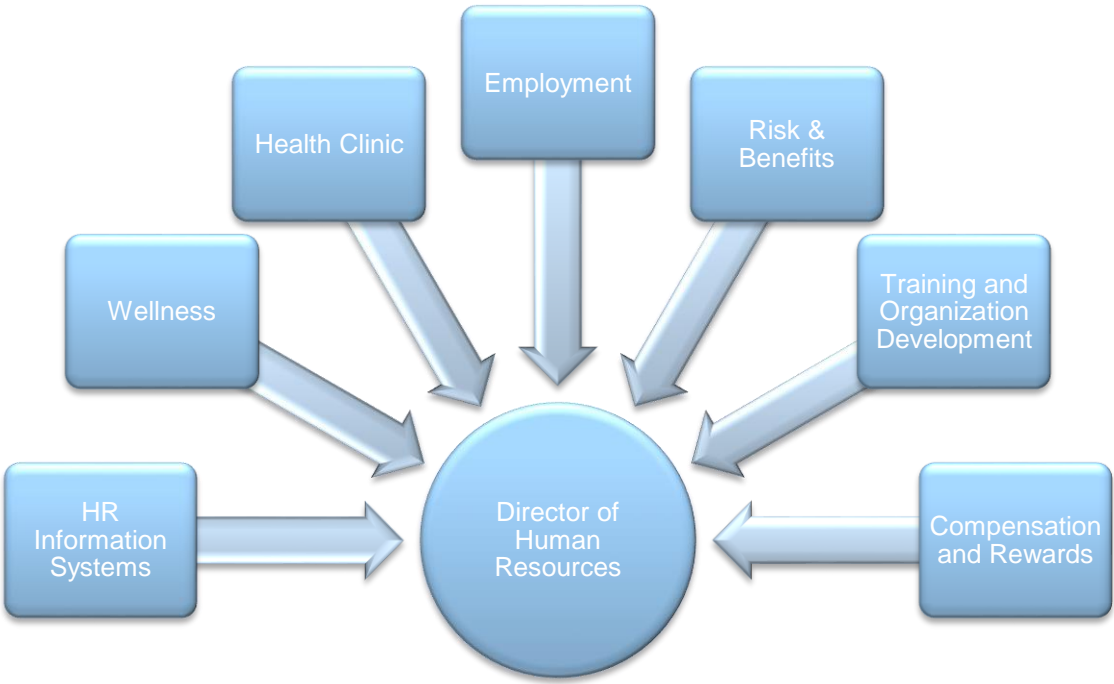 Employment
Health Clinic
Risk &
Benefits
Wellness
Training and
Organization
Development
HR
Information
Systems
Director of
Human
Resources
Compensation
and Rewards